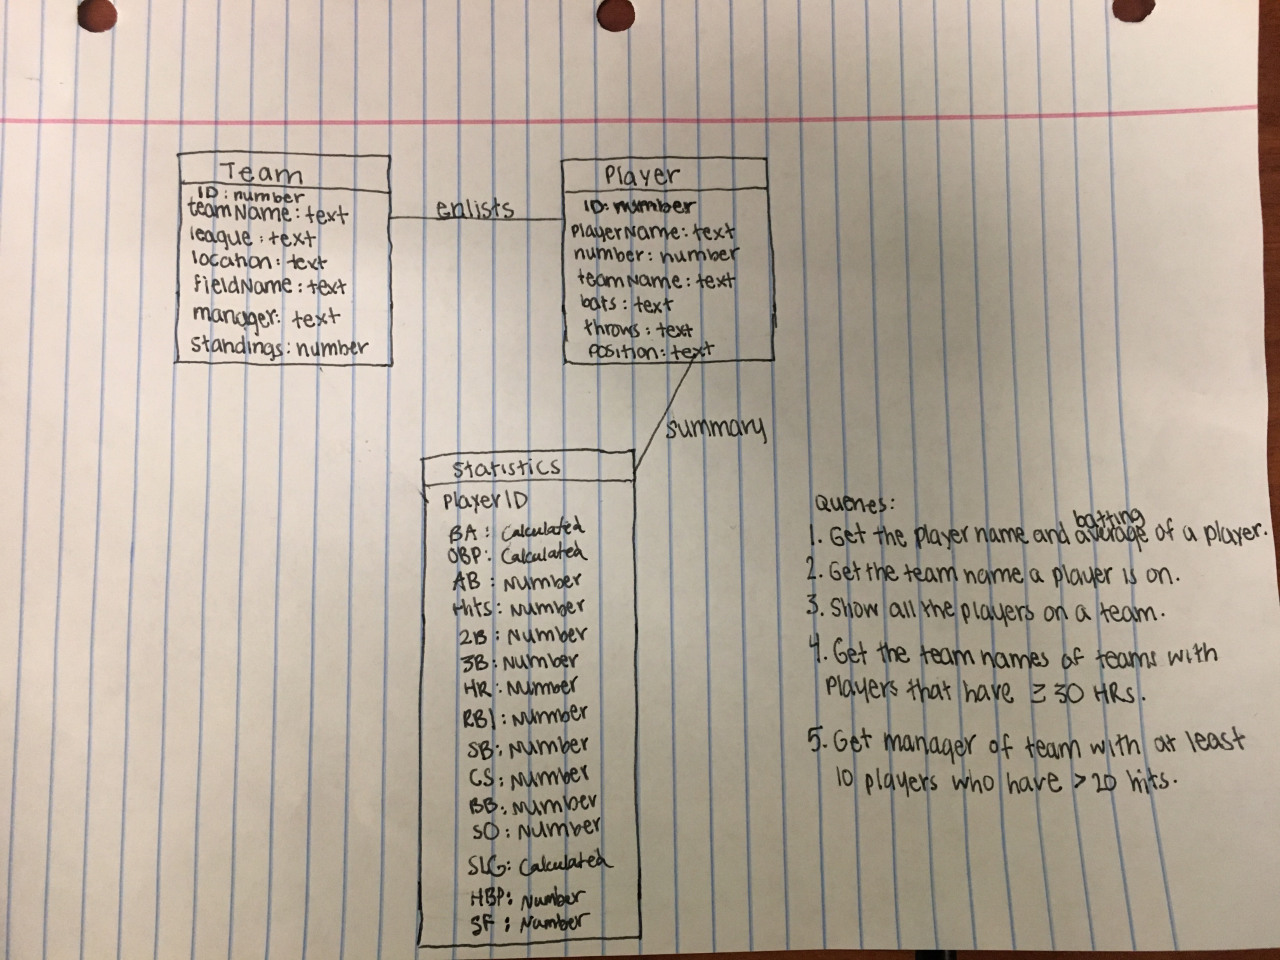 Team
ID: number
teamName: text
league: text
location: text
fieldName: text
manager: text
standings: number
enlists
Player
ID: number
playerName: text
number: number
teamName: text
bats: text
throws: text
position: text
summary
Statistics
PlayerID
BA: Calculated
OBP: Calculated
AB: Number
Hits: Number
2B: Number
3B: Number
HR: Number
RBI: Number
SB: Number
CS: Number
BB: Number
SO: Number
SLG: Calculated
HBP: Number
SF: Number
Queries:
1. Get the player name and batting average of a player.
2. Get the team name a player is on.
3. Show all the players on a team.
4. Get the team names of teams with
players that have ≥ 30 HRs.
5. Get manager of team with at least
10 players who have > 20 hits.